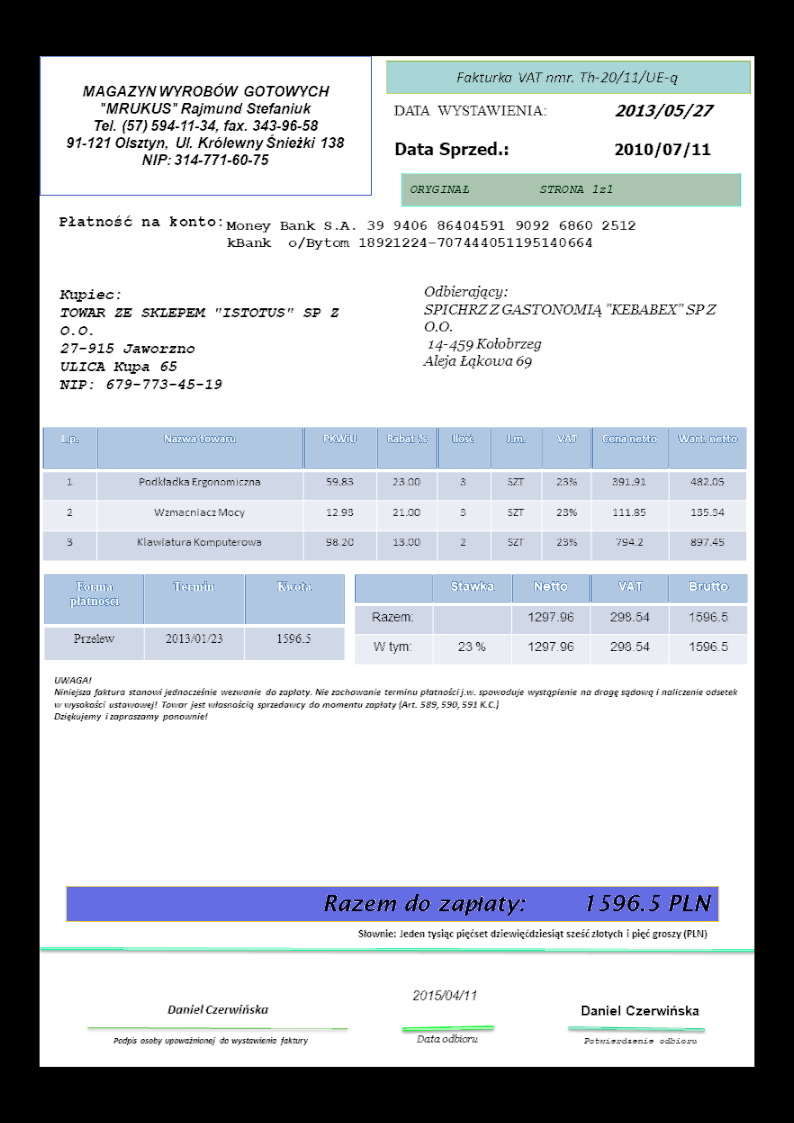 MAGAZYN WYROBÓW GOTOWYCH
"MRUKUS" Rajmund Stefaniuk
Tel. (57) 594-11-34, fax. 343-96-58
91-121 Olsztyn, Ul. Królewny Śnieżki 138
NIP: 314-771-60-75
Fakturka VAT nmr. Th-20/11/UE-q
DATA WYSTAWIENIA: 2013/05/27
Data Sprzed.: 2010/07/11
ORYGINAŁ STRONA 1z1
Płatność na konto: Money Bank S.A. 39 9406 86404591 9092 6860 2512
kBank o/Bytom 18921224-707444051195140664
Kupiec:
TOWAR ZE SKLEPEM "ISTOTUS" SP Z
O.O.
27-915 Jaworzno
ULICA Kupa 65
NIP: 679-773-45-19
Odbierający:
SPICHRZ Z GASTONOMIĄ "KEBABEX" SP Z
O.O.
14-459 Kołobrzeg
Aleja Łąkowa 69
L.p. Nazwa towaru PKWiU Rabat % Ilość J.m. VAT Cena netto Wart. netto
1 Podkładka Ergonomiczna 59.83 23.00 3 SZT 23% 391.91 482.05
2 Wzmacniacz Mocy 12.93 21.00 3 SZT 23% 111.85 135.34
3 Klawiatura Komputerowa 98.20 13.00 2 SZT 23% 794.2 897.45
Forma płatności Termin Kwota
Przelew 2013/01/23 1596.5
Stawka Netto VAT Brutto
Razem: 1297.96 298.54 1596.5
W tym: 23 % 1297.96 298.54 1596.5
UWAGA!
Niniejsza faktura stanowi jednocześnie wezwanie do zapłaty. Nie zachowanie terminu płatności j.w. spowoduje wystąpienie na drogę sądową i naliczenie odsetek
w wysokości ustawowej! Towar jest własnością sprzedawcy do momentu zapłaty (Art. 589, 590, 591 K.C.)
Dziękujemy i zapraszamy ponownie!
Razem do zapłaty: 1596.5 PLN
Słownie: Jeden tysiąc pięćset dziewięćdziesiąt sześć złotych i pięć groszy (PLN)
Daniel Czerwińska
Podpis osoby upoważnionej do wystawienia faktury
2015/04/11
Data odbioru
Daniel Czerwińska
Potwierdzenie odbioru